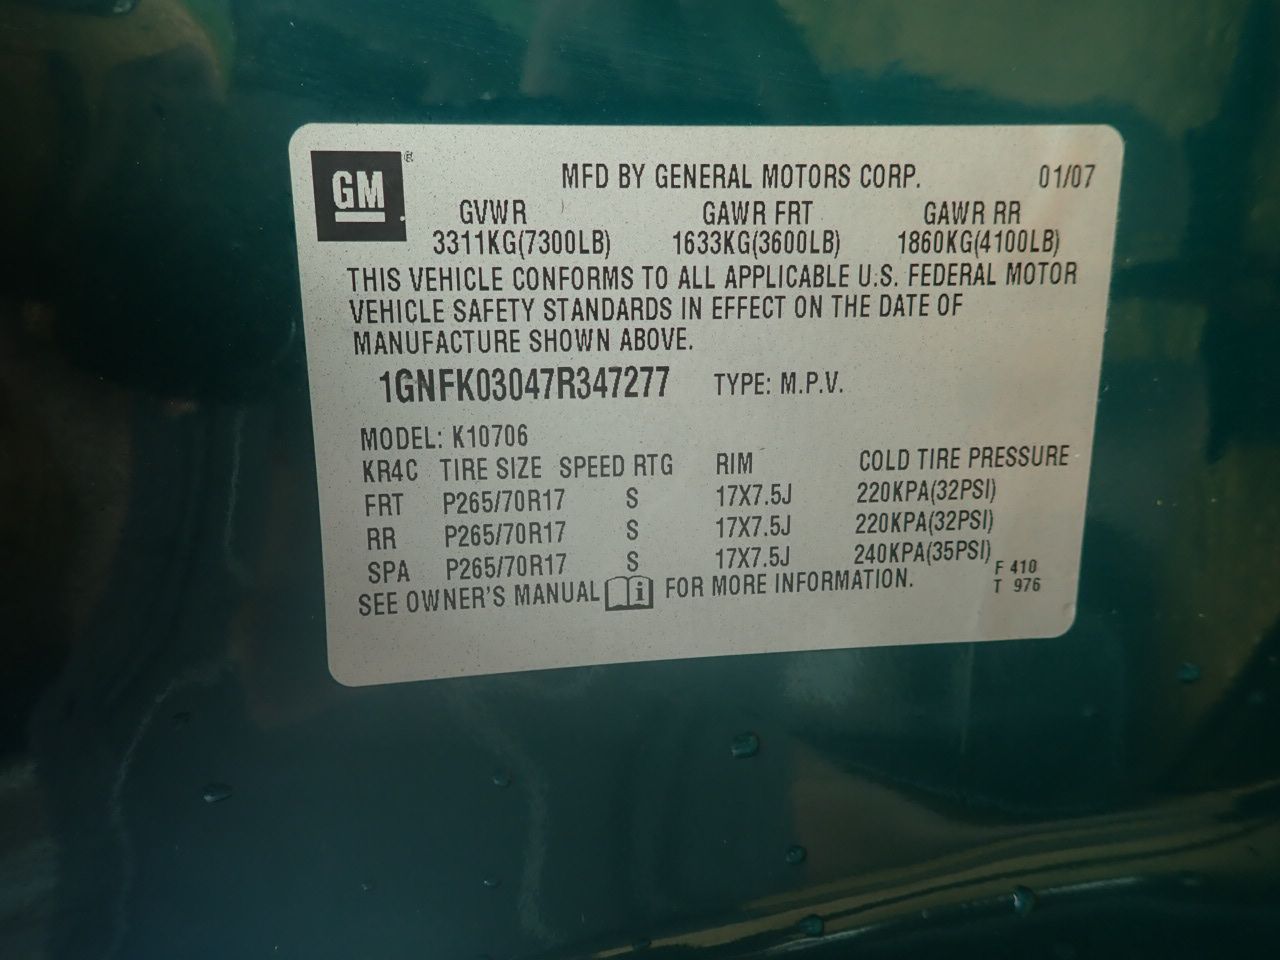 GM ®
MFD BY GENERAL MOTORS CORP. 01/07
GVWR GAWR FRT GAWR RR
3311KG(7300LB) 1633KG(3600LB) 1860KG(4100LB)
THIS VEHICLE CONFORMS TO ALL APPLICABLE U.S. FEDERAL MOTOR
VEHICLE SAFETY STANDARDS IN EFFECT ON THE DATE OF
MANUFACTURE SHOWN ABOVE.
1GNFK03047R347277 TYPE: M.P.V.
MODEL: K10706
KR4C TIRE SIZE SPEED RTG RIM COLD TIRE PRESSURE
FRT P265/70R17 S 17X7.5J 220KPA(32PSI)
RR P265/70R17 S 17X7.5J 220KPA(32PSI)
SPA P265/70R17 S 17X7.5J 240KPA(35PSI)
SEE OWNER'S MANUAL i FOR MORE INFORMATION.
F 410
T 976